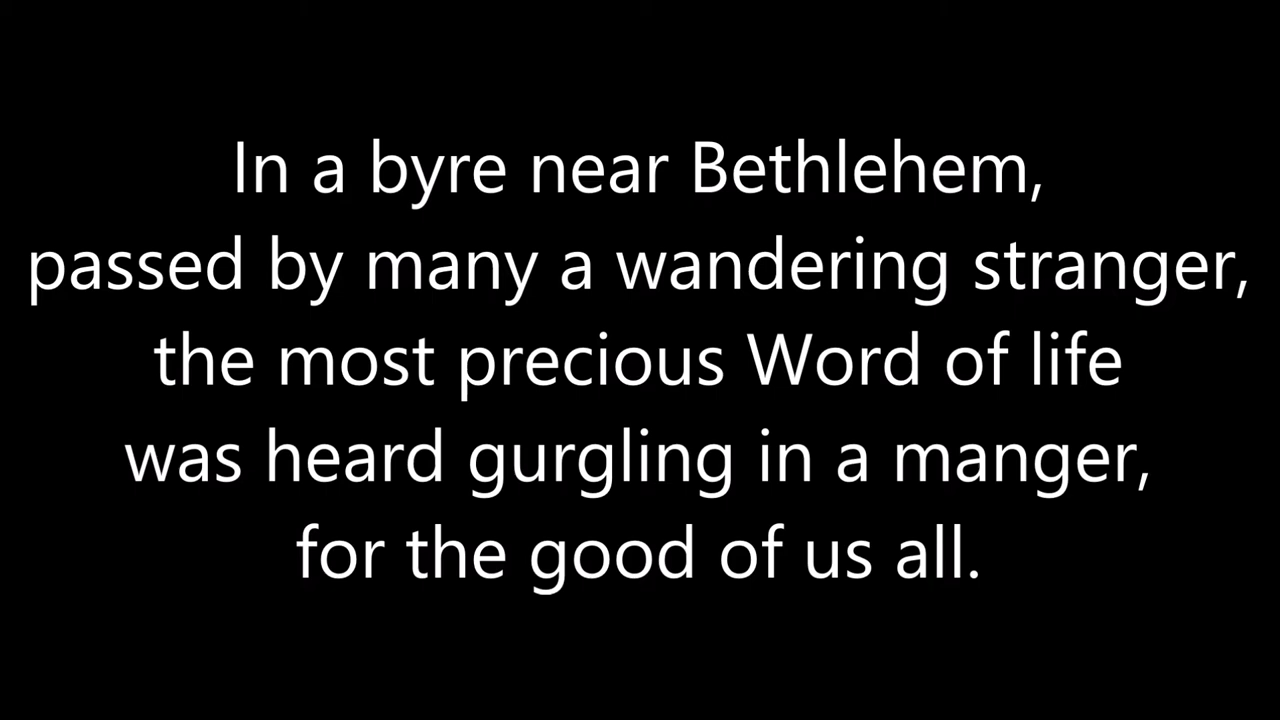 In a byre near Bethlehem,
passed by many a wandering stranger,
the most precious Word of life
was heard gurgling in a manger,
for the good of us all.